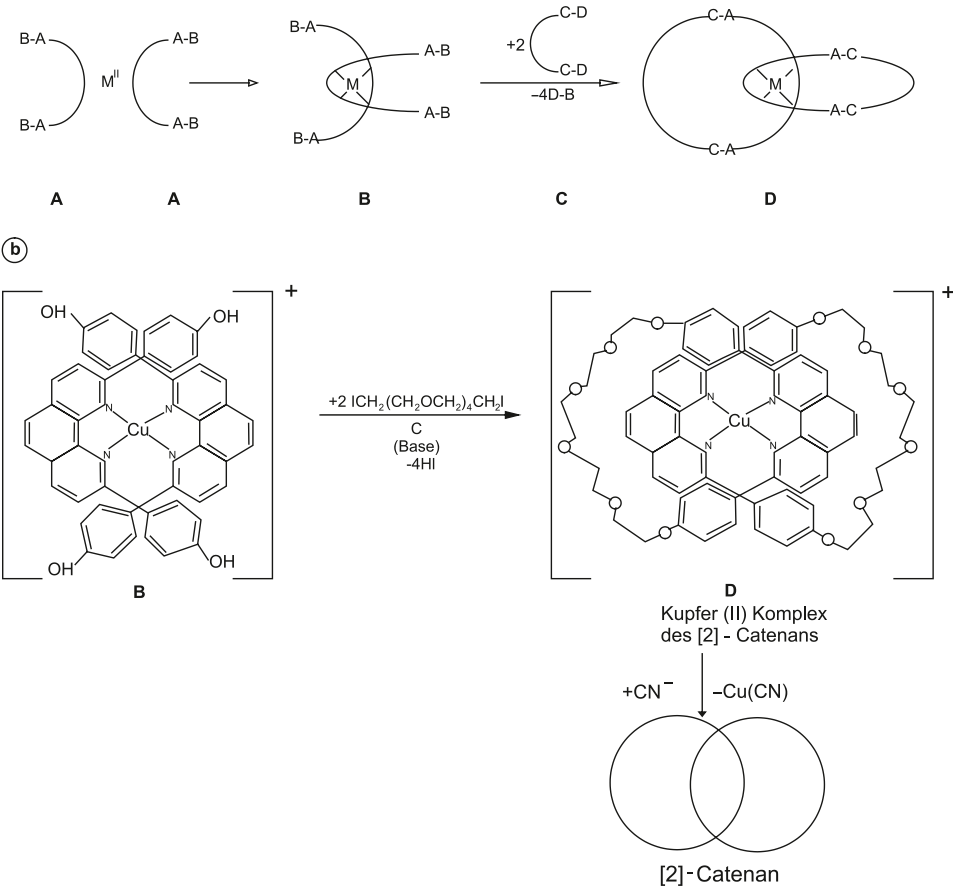 B-A A-B
M^II
B-A A-B
B-A A-B
M
B-A A-B
C-D
+2
C-D
–4D-B
C-A A-C
M
C-A A-C
A A B C D
b
+
OH OH
N N
Cu
N N
OH OH
B
+2 ICH₂(CH₂OCH₂)₄CH₂I
C
(Base)
-4HI
+
N N
Cu
N N
D
Kupfer (II) Komplex
des [2] - Catenans
+CN⁻ –Cu(CN)
[2]-Catenan